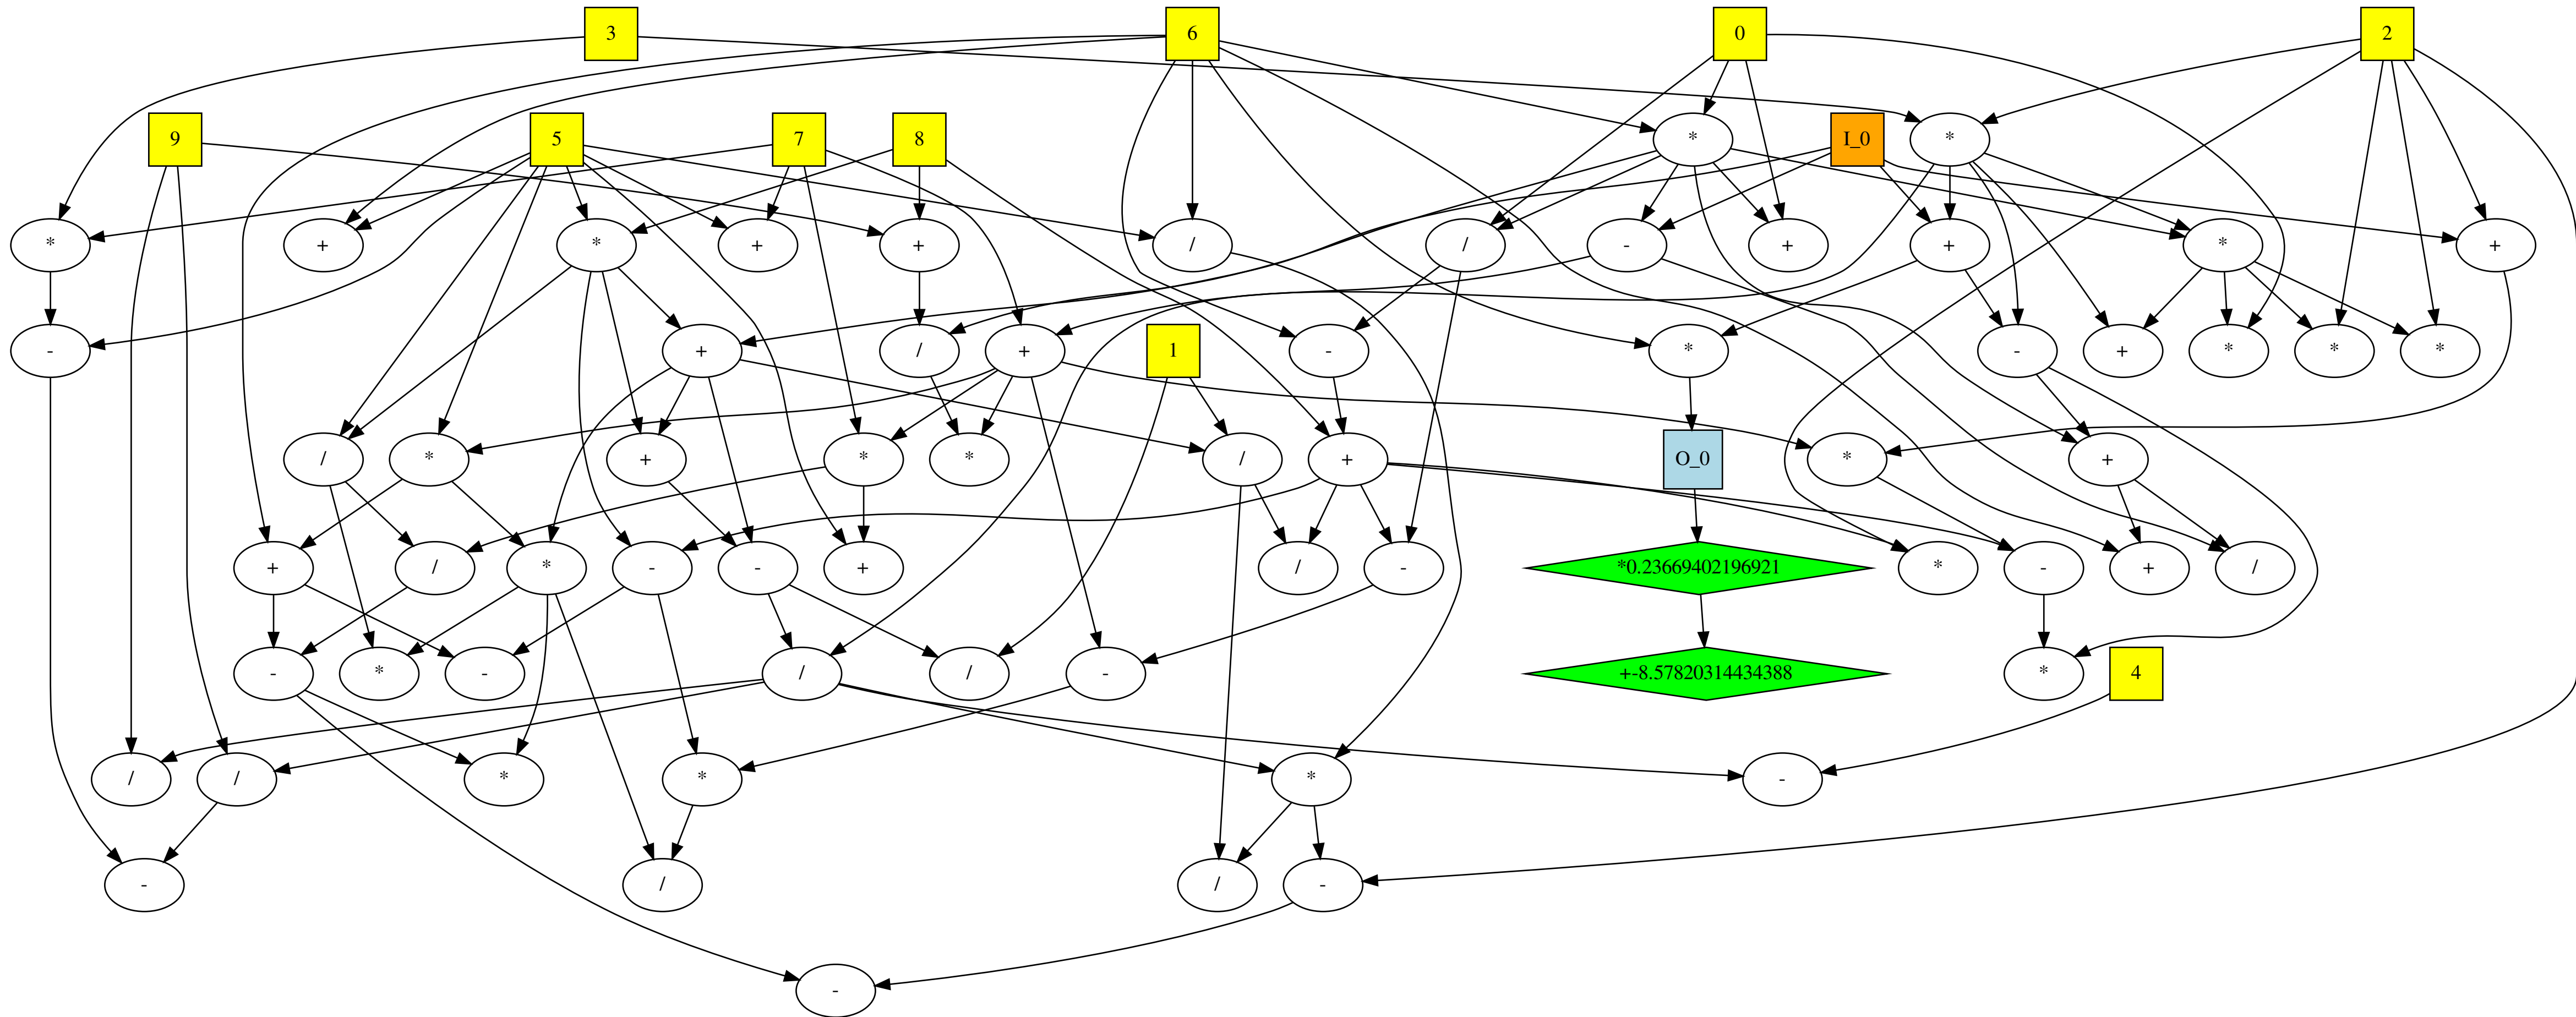 3 6 0 2
9 5 7 8 * I_0 *
* + * + + / / - + + * +
- + / + 1 - * - + * * *
/ * + * * / + O_0 * +
+ / * - - + / - *0.23669402196921 * - + /
- * - / / - +-8.57820314434388 * 4
/ / * * * -
- / / -
-